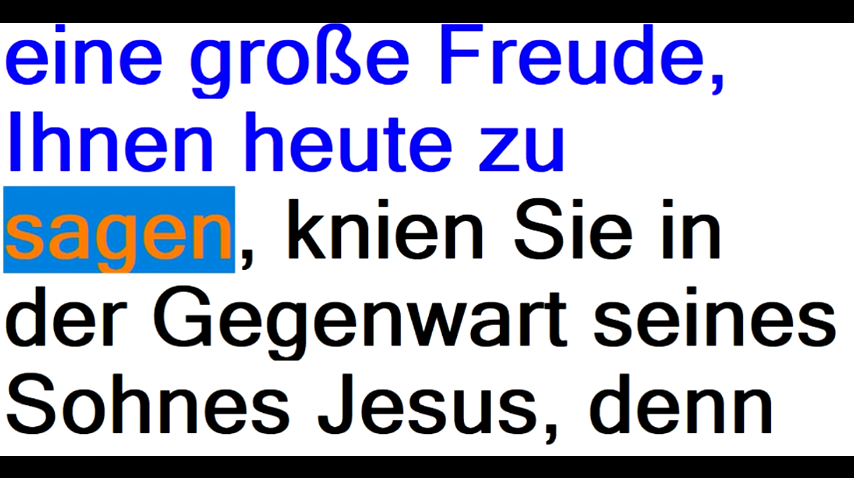 eine große Freude,
Ihnen heute zu
sagen, knien Sie in
der Gegenwart seines
Sohnes Jesus, denn